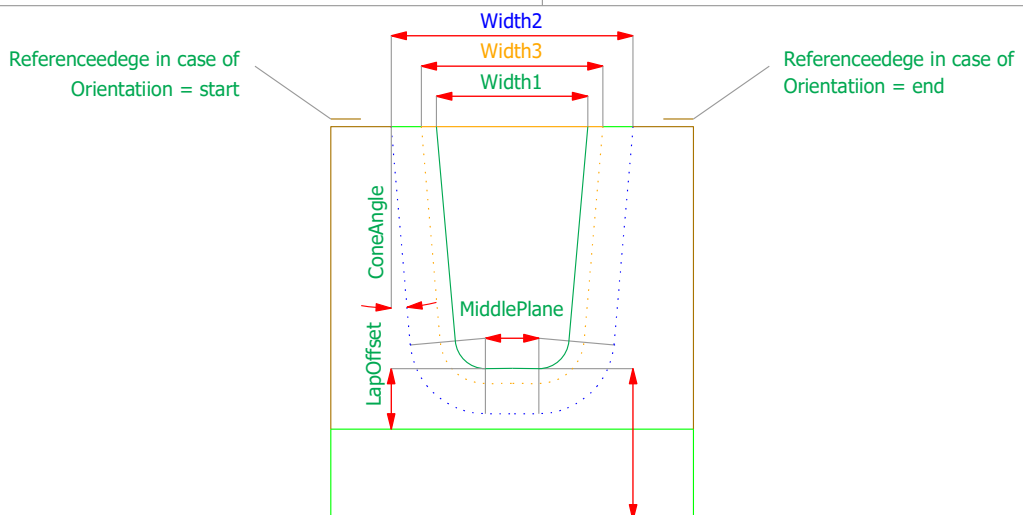 Width2
Width3
Width1
Referenceedege in case of
Orientatiion = start
Referenceedege in case of
Orientatiion = end
ConeAngle
MiddlePlane
LapOffset